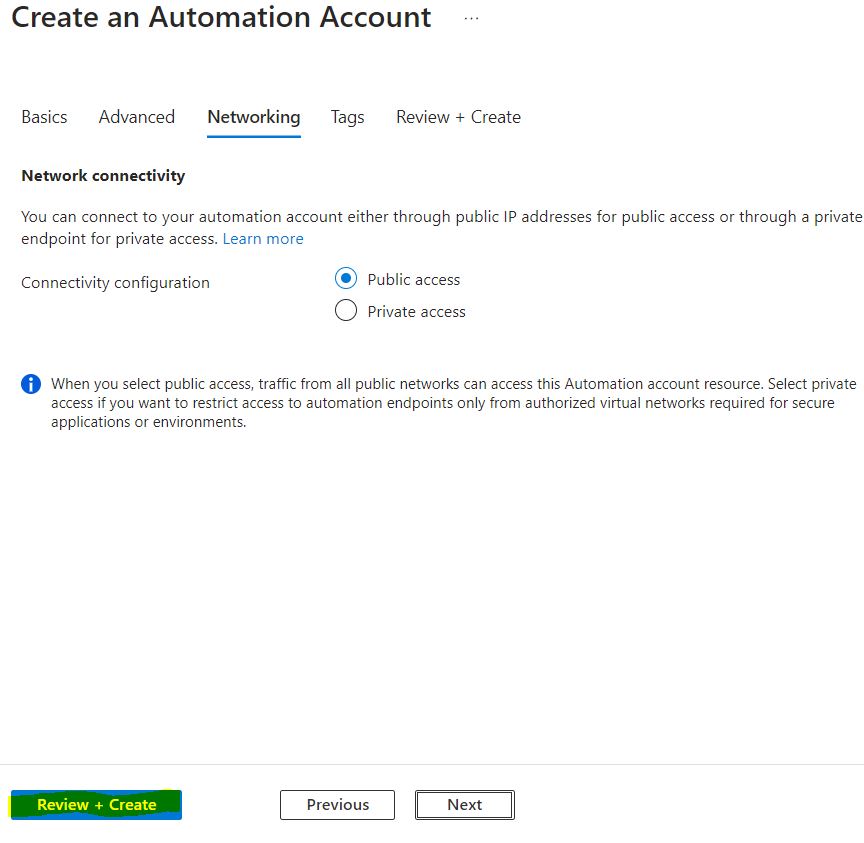 Create an Automation Account ...
Basics Advanced Networking Tags Review + Create
Network connectivity
You can connect to your automation account either through public IP addresses for public access or through a private
endpoint for private access. Learn more
Connectivity configuration
Public access
Private access
When you select public access, traffic from all public networks can access this Automation account resource. Select private
access if you want to restrict access to automation endpoints only from authorized virtual networks required for secure
applications or environments.
Review + Create Previous Next